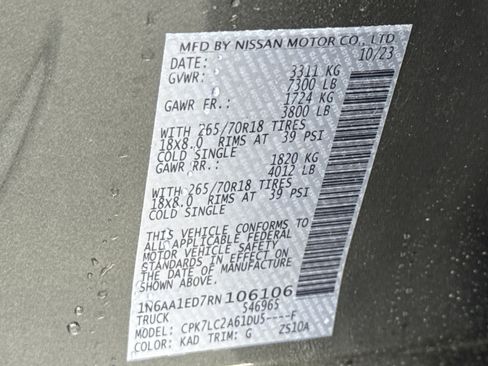 MFD BY NISSAN MOTOR CO., LTD.
DATE: 10/23
GVWR: 3311 KG
7300 LB
GAWR FR.: 1724 KG
3800 LB
WITH 265/70R18 TIRES
18X8.0 RIMS AT 39 PSI
COLD SINGLE
GAWR RR.: 1820 KG
4012 LB
WITH 265/70R18 TIRES
18X8.0 RIMS AT 39 PSI
COLD SINGLE
THIS VEHICLE CONFORMS TO
ALL APPLICABLE FEDERAL
MOTOR VEHICLE SAFETY
STANDARDS IN EFFECT ON
THE DATE OF MANUFACTURE
SHOWN ABOVE.
1N6AA1ED7RN106106
TRUCK 54696S
MODEL: CPK7LC2A61DU5----F
COLOR: KAD TRIM: G ZS10A